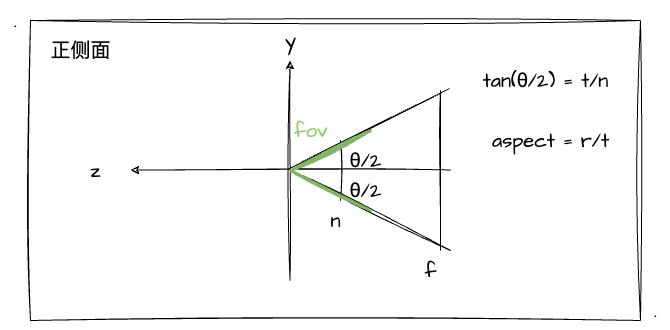 正侧面
y
tan(θ/2) = t/n
fov
aspect = r/t
θ/2
z
θ/2
n
f